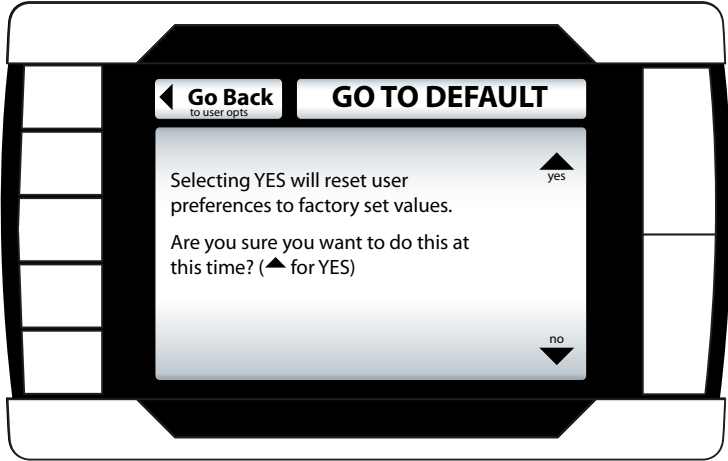 Go Back
to user opts
GO TO DEFAULT
Selecting YES will reset user
preferences to factory set values.
Are you sure you want to do this at
this time? (▲ for YES)
yes
no